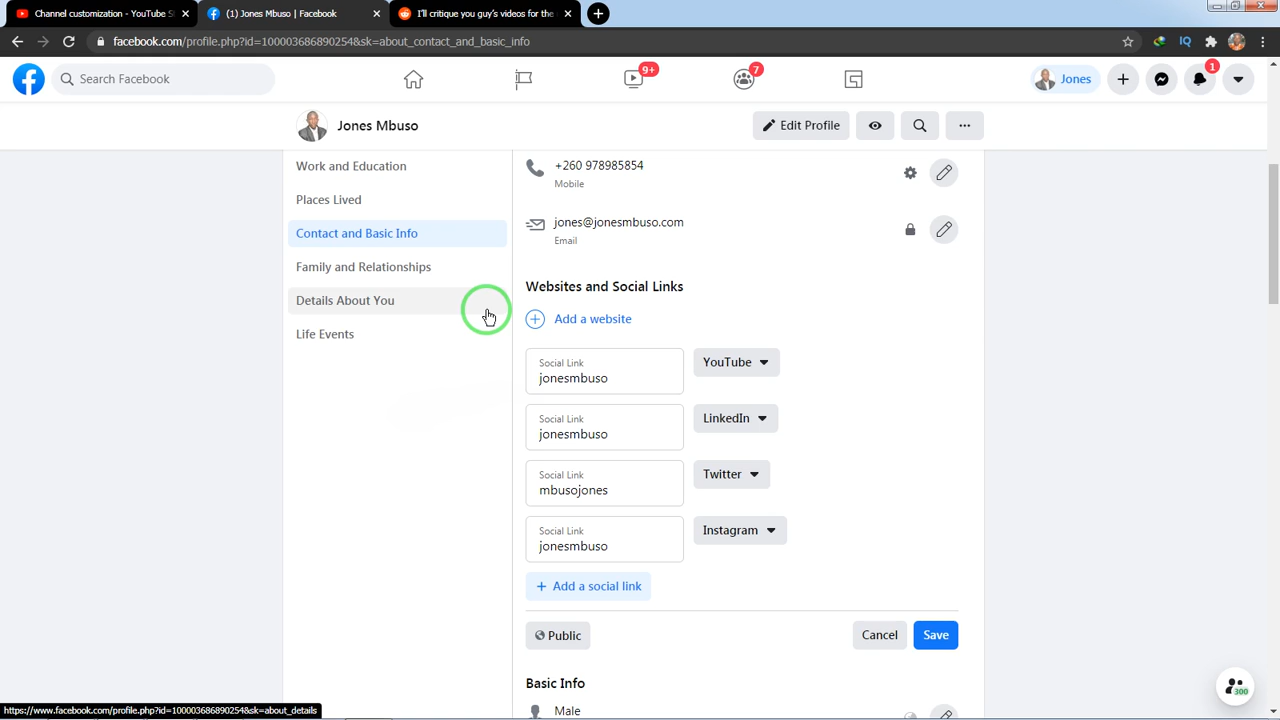 Channel customization - YouTube S
(1) Jones Mbuso | Facebook
I'll critique you guy's videos for the
facebook.com/profile.php?id=100003686890254&sk=about_contact_and_basic_info
IQ
Search Facebook
9+
7
Jones
1
Jones Mbuso
Edit Profile
Work and Education
Places Lived
Contact and Basic Info
Family and Relationships
Details About You
Life Events
+260 978985854
Mobile
jones@jonesmbuso.com
Email
Websites and Social Links
Add a website
Social Link
jonesmbuso
YouTube
Social Link
jonesmbuso
LinkedIn
Social Link
mbusojones
Twitter
Social Link
jonesmbuso
Instagram
+ Add a social link
Public
Cancel
Save
Basic Info
Male
300
https://www.facebook.com/profile.php?id=100003686890254&sk=about_details